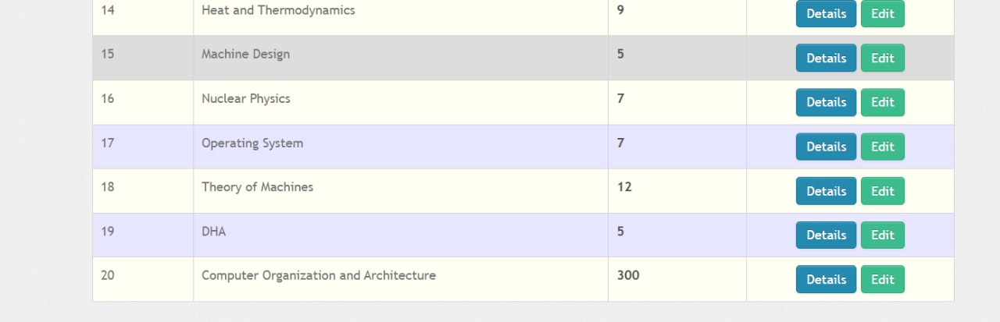 14 Heat and Thermodynamics 9 Details Edit
15 Machine Design 5 Details Edit
16 Nuclear Physics 7 Details Edit
17 Operating System 7 Details Edit
18 Theory of Machines 12 Details Edit
19 DHA 5 Details Edit
20 Computer Organization and Architecture 300 Details Edit